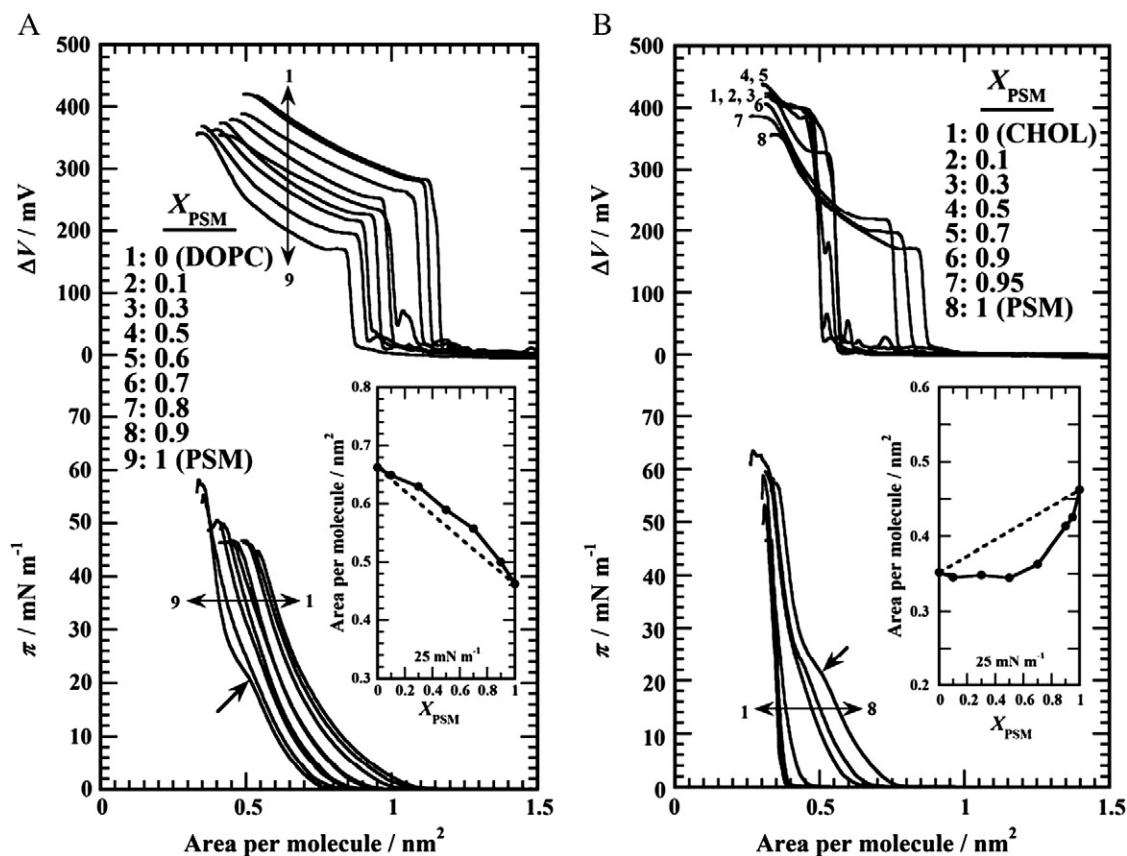 A
500
400
300
200
100
0
ΔV / mV
1
9
X_PSM
1: 0 (DOPC)
2: 0.1
3: 0.3
4: 0.5
5: 0.6
6: 0.7
7: 0.8
8: 0.9
9: 1 (PSM)
70
60
50
40
30
20
10
0
π / mN m⁻¹
9
1
0.8
0.7
0.6
0.5
0.4
0.3
Area per molecule / nm²
25 mN m⁻¹
0 0.2 0.4 0.6 0.8 1
X_PSM
0 0.5 1 1.5
Area per molecule / nm²
B
500
400
300
200
100
0
ΔV / mV
4, 5
1, 2, 3
6
7
8
X_PSM
1: 0 (CHOL)
2: 0.1
3: 0.3
4: 0.5
5: 0.7
6: 0.9
7: 0.95
8: 1 (PSM)
70
60
50
40
30
20
10
0
π / mN m⁻¹
1
8
0.6
0.5
0.4
0.3
0.2
Area per molecule / nm²
25 mN m⁻¹
0 0.2 0.4 0.6 0.8 1
X_PSM
0 0.5 1 1.5
Area per molecule / nm²